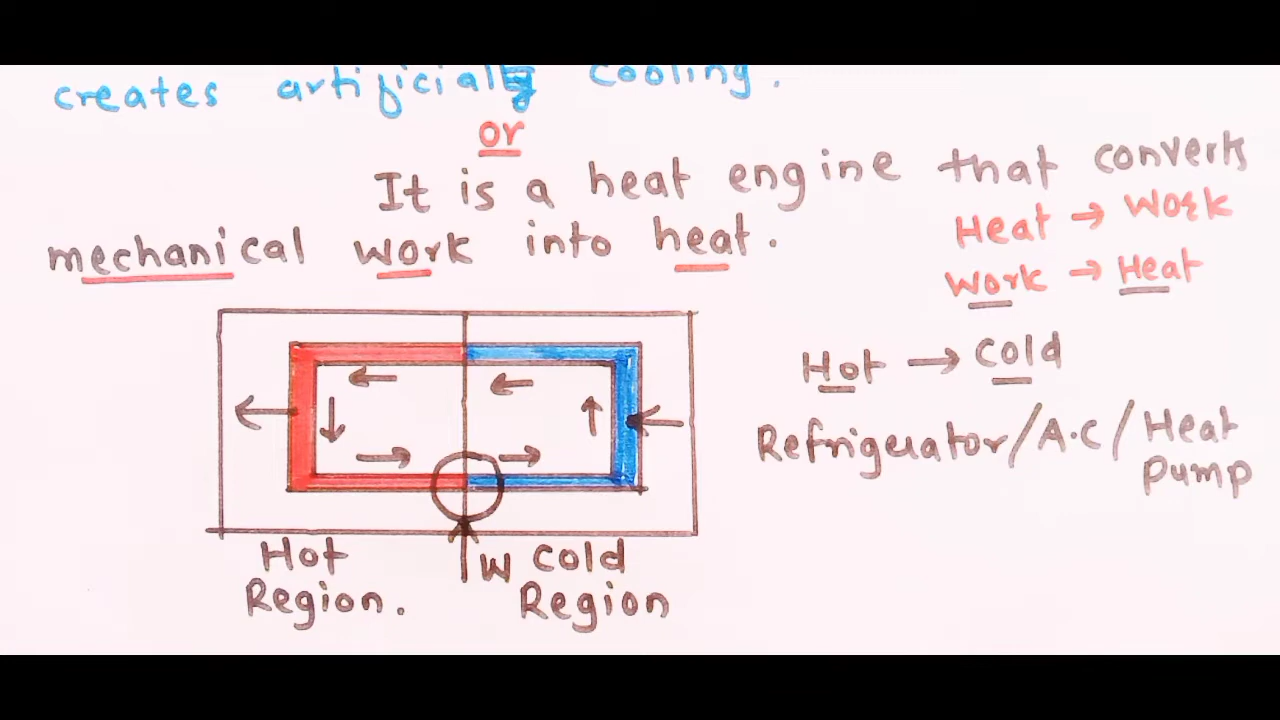 creates artificially cooling.
or
It is a heat engine that converts
mechanical work into heat.
Heat → Work
Work → Heat
Hot → Cold
Refrigerator/A.C/Heat
Pump
Hot
Region.
W
Cold
Region